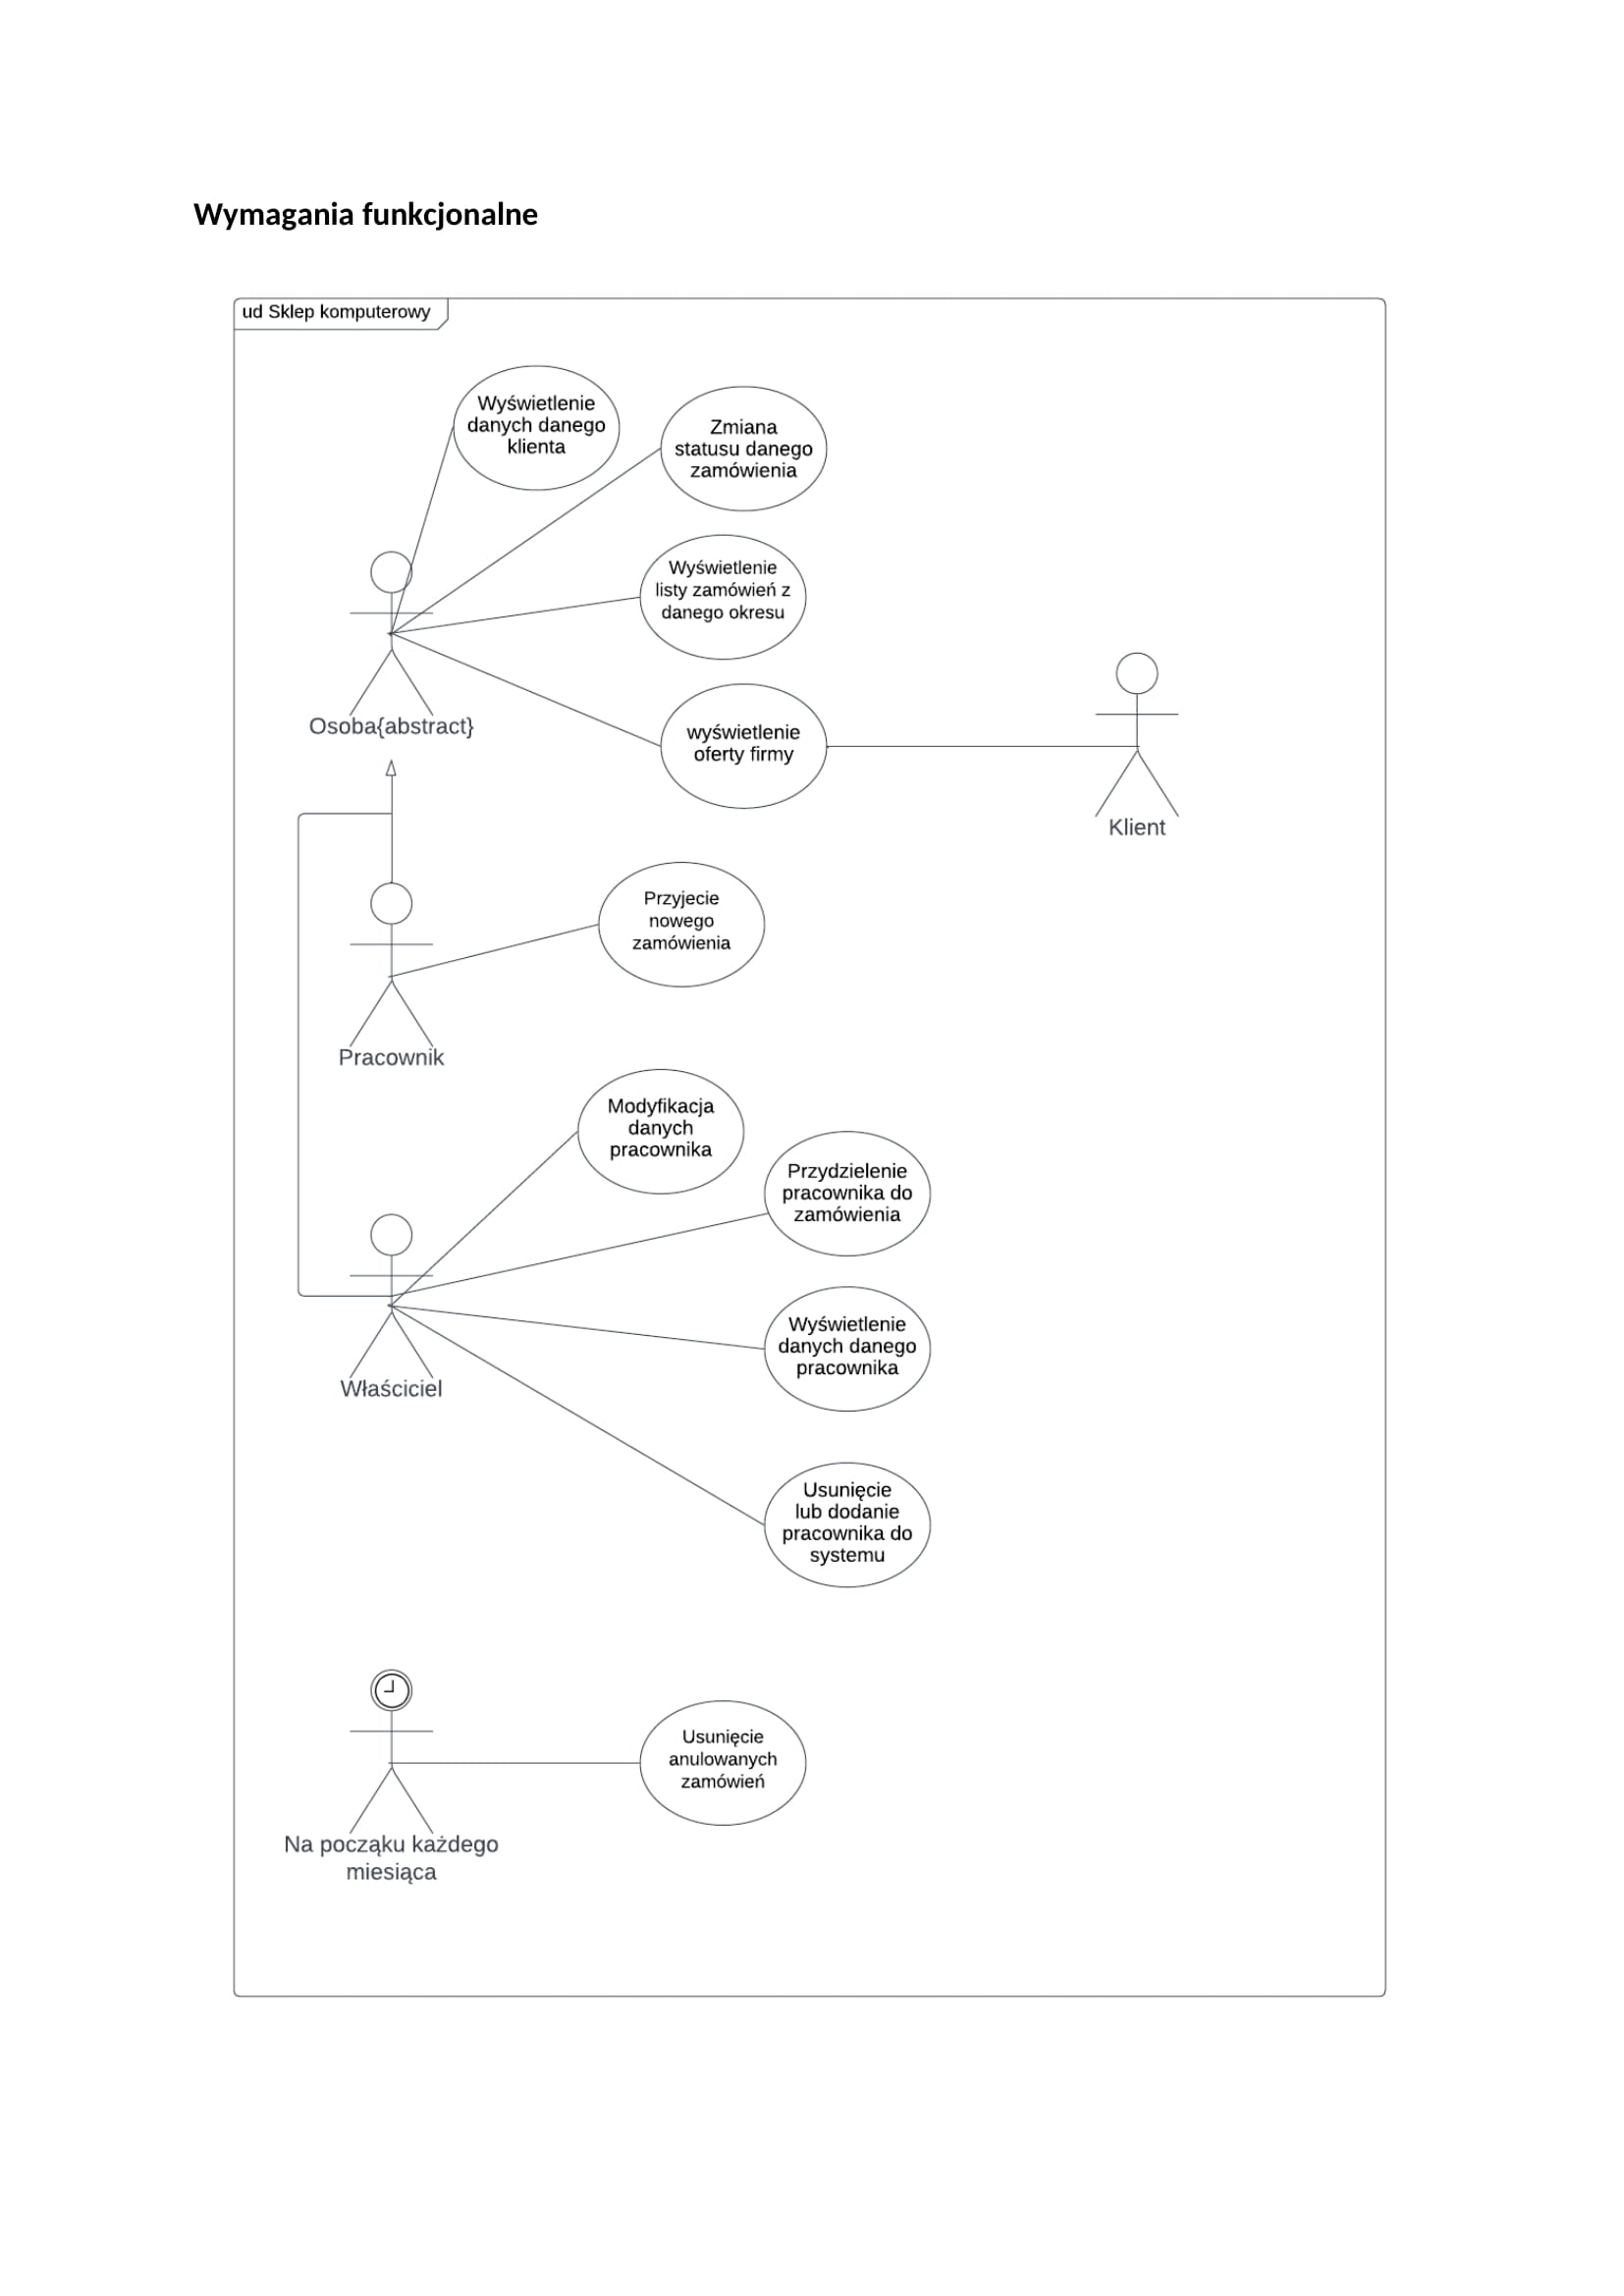 Wymagania funkcjonalne
ud Sklep komputerowy
Wyświetlenie
danych danego
klienta
Zmiana
statusu danego
zamówienia
Wyświetlenie
listy zamówień z
danego okresu
Osoba{abstract}
wyświetlenie
oferty firmy
Klient
Przyjecie
nowego
zamówienia
Pracownik
Modyfikacja
danych
pracownika
Przydzielenie
pracownika do
zamówienia
Wyświetlenie
danych danego
pracownika
Właściciel
Usunięcie
lub dodanie
pracownika do
systemu
Usunięcie
anulowanych
zamówień
Na począku każdego
miesiąca